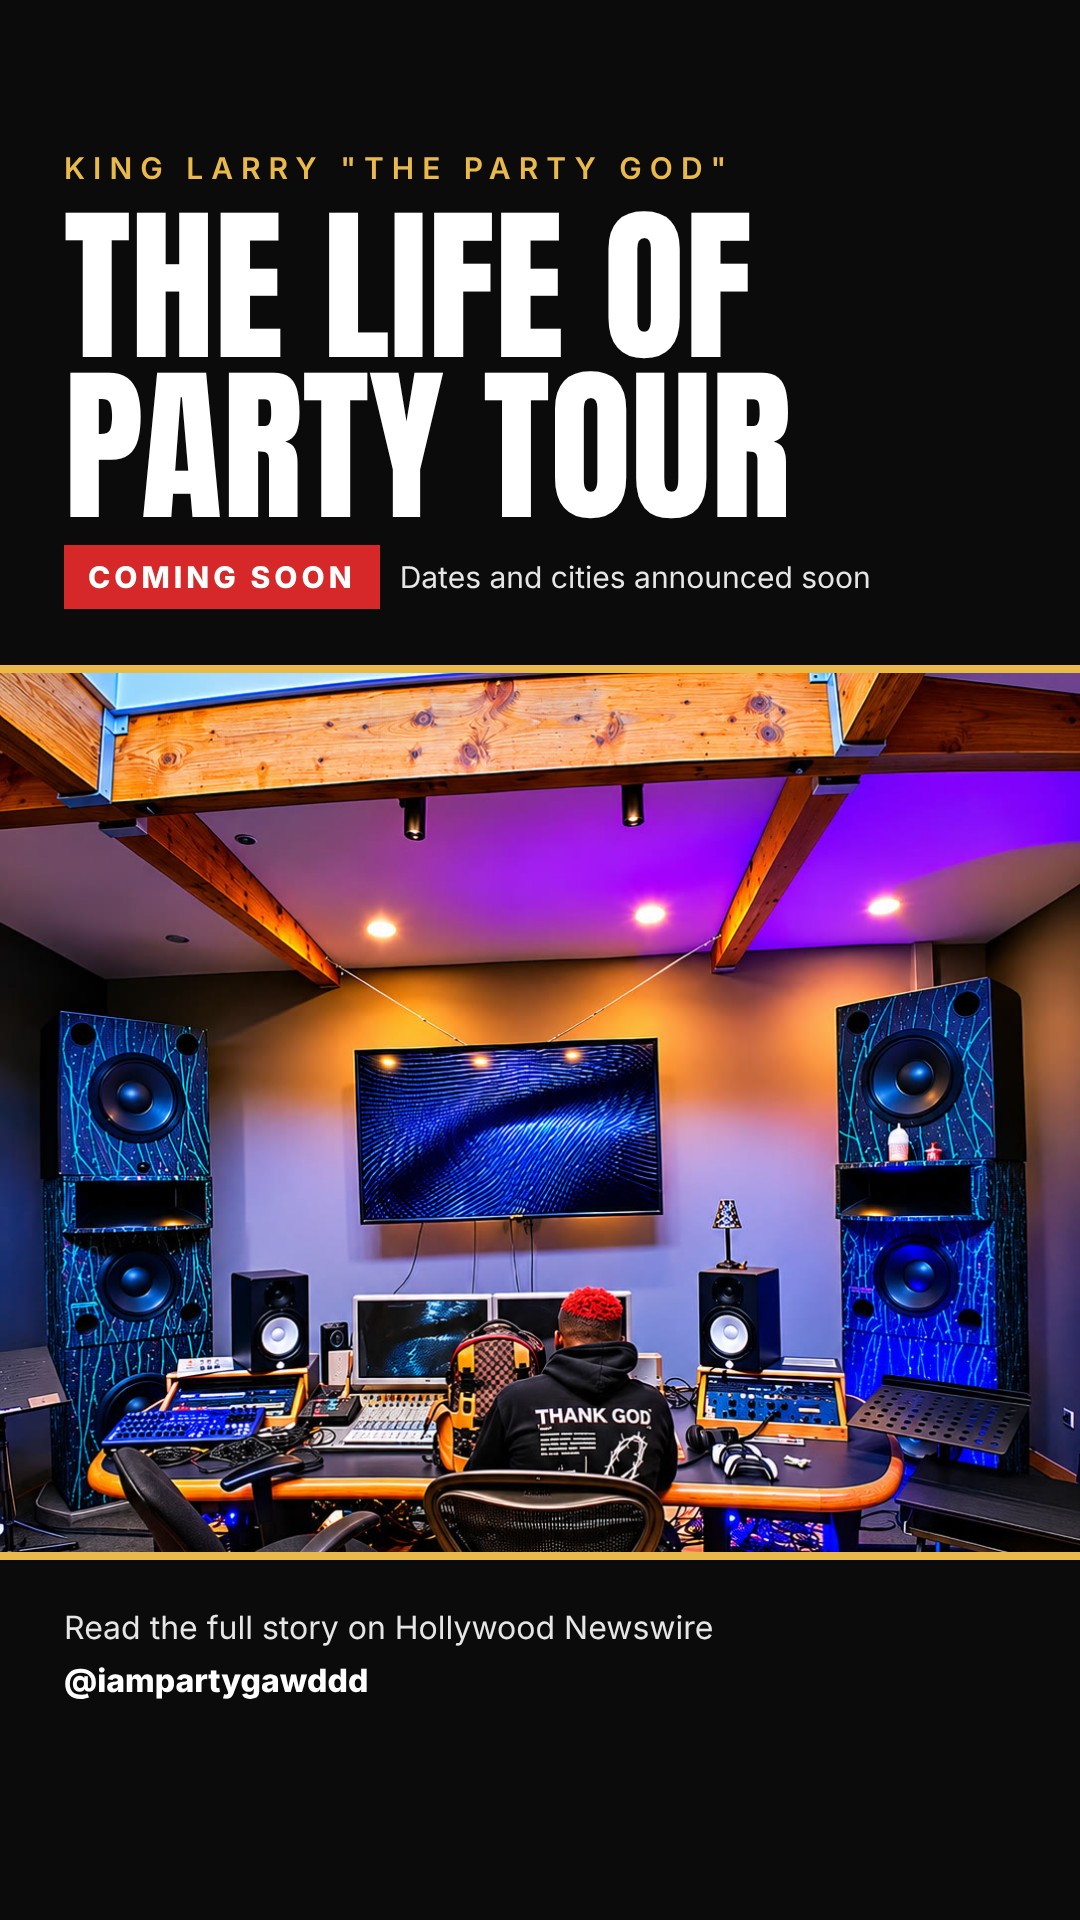 KING LARRY "THE PARTY GOD"
THE LIFE OF
PARTY TOUR
COMING SOON Dates and cities announced soon
THANK GOD
Read the full story on Hollywood Newswire
@iampartygawddd